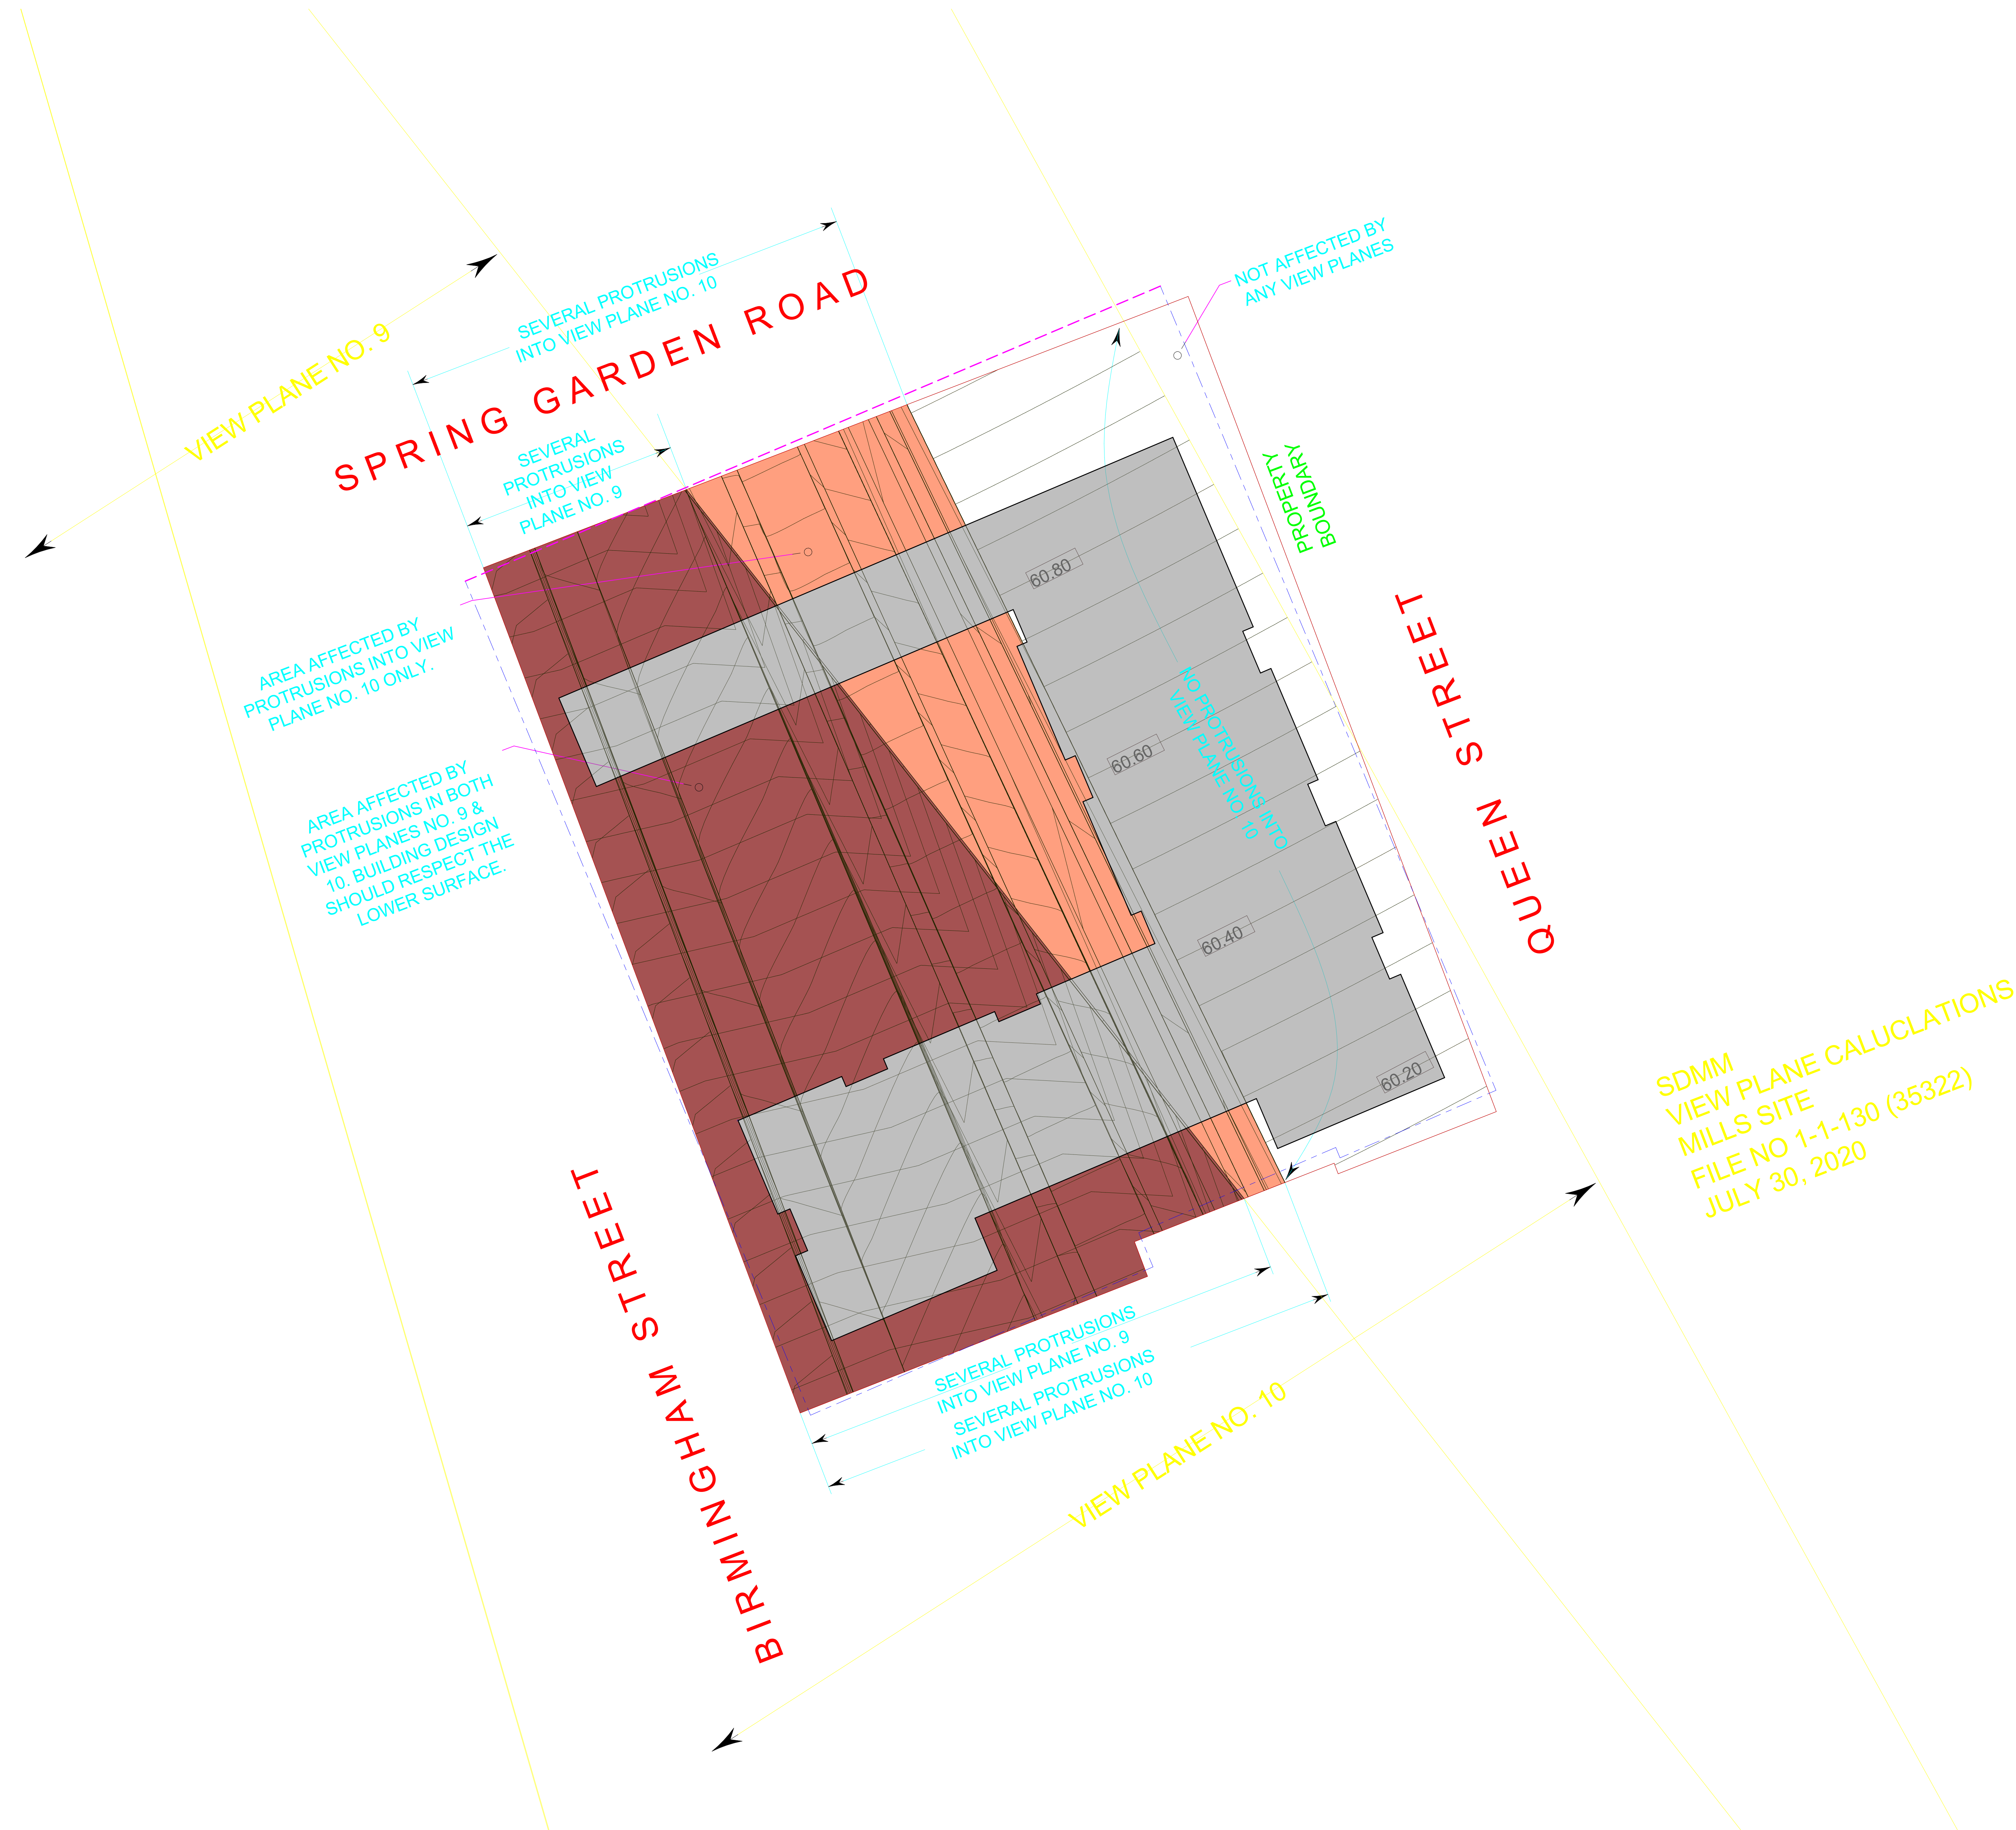 VIEW PLANE NO. 9
SEVERAL PROTRUSIONS
INTO VIEW PLANE NO. 10
SPRING GARDEN ROAD
NOT AFFECTED BY
ANY VIEW PLANES
SEVERAL
PROTRUSIONS
INTO VIEW
PLANE NO. 9
PROPERTY
BOUNDARY
60.80
AREA AFFECTED BY
PROTRUSIONS INTO VIEW
PLANE NO. 10 ONLY.
60.60
NO PROTRUSIONS INTO
VIEW PLANE NO. 10
QUEEN STREET
AREA AFFECTED BY
PROTRUSIONS IN BOTH
VIEW PLANES NO. 9 &
10. BUILDING DESIGN
SHOULD RESPECT THE
LOWER SURFACE.
60.40
60.20
SDMM
VIEW PLANE CALUCLATIONS
MILLS SITE
FILE NO 1-1-130 (35322)
JULY 30, 2020
BIRMINGHAM STREET
SEVERAL PROTRUSIONS
INTO VIEW PLANE NO. 9
SEVERAL PROTRUSIONS
INTO VIEW PLANE NO. 10
VIEW PLANE NO. 10